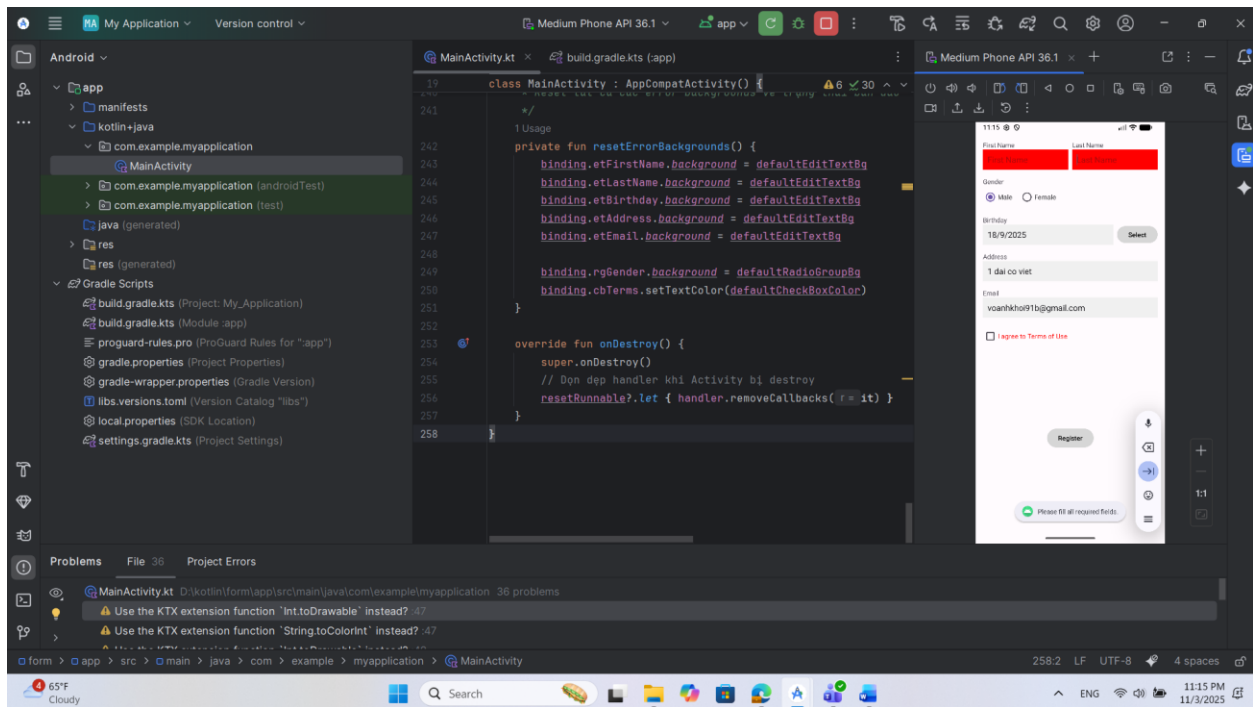 MA My Application Version control Medium Phone API 36.1 app
Android
app
manifests
kotlin+java
com.example.myapplication
MainActivity
com.example.myapplication (androidTest)
com.example.myapplication (test)
java (generated)
res
res (generated)
Gradle Scripts
build.gradle.kts (Project: My_Application)
build.gradle.kts (Module :app)
proguard-rules.pro (ProGuard Rules for ":app")
gradle.properties (Project Properties)
gradle-wrapper.properties (Gradle Version)
libs.versions.toml (Version Catalog "libs")
local.properties (SDK Location)
settings.gradle.kts (Project Settings)
MainActivity.kt build.gradle.kts (:app)
19 class MainActivity : AppCompatActivity() { 6 30
241 */
1 Usage
242 private fun resetErrorBackgrounds() {
243 binding.etFirstName.background = defaultEditTextBg
244 binding.etLastName.background = defaultEditTextBg
245 binding.etBirthday.background = defaultEditTextBg
246 binding.etAddress.background = defaultEditTextBg
247 binding.etEmail.background = defaultEditTextBg
248
249 binding.rgGender.background = defaultRadioGroupBg
250 binding.cbTerms.setTextColor(defaultCheckBoxColor)
251 }
252
253 override fun onDestroy() {
254 super.onDestroy()
255 // Dọn dẹp handler khi Activity bị destroy
256 resetRunnable?.let { handler.removeCallbacks( r = it) }
257 }
258 }
Medium Phone API 36.1
11:15
First Name Last Name
First Name Last Name
Gender
Male Female
Birthday
18/9/2025 Select
Address
1 dai co viet
Email
voanhkhoi91b@gmail.com
I agree to Terms of Use
Register
Please fill all required fields.
1:1
Problems File 36 Project Errors
MainActivity.kt D:\kotlin\form\app\src\main\java\com\example\myapplication 36 problems
Use the KTX extension function `Int.toDrawable` instead? :47
Use the KTX extension function `String.toColorInt` instead? :47
form > app > src > main > java > com > example > myapplication > MainActivity 258:2 LF UTF-8 4 spaces
4 65°F
Cloudy
Search
ENG
11:15 PM
11/3/2025